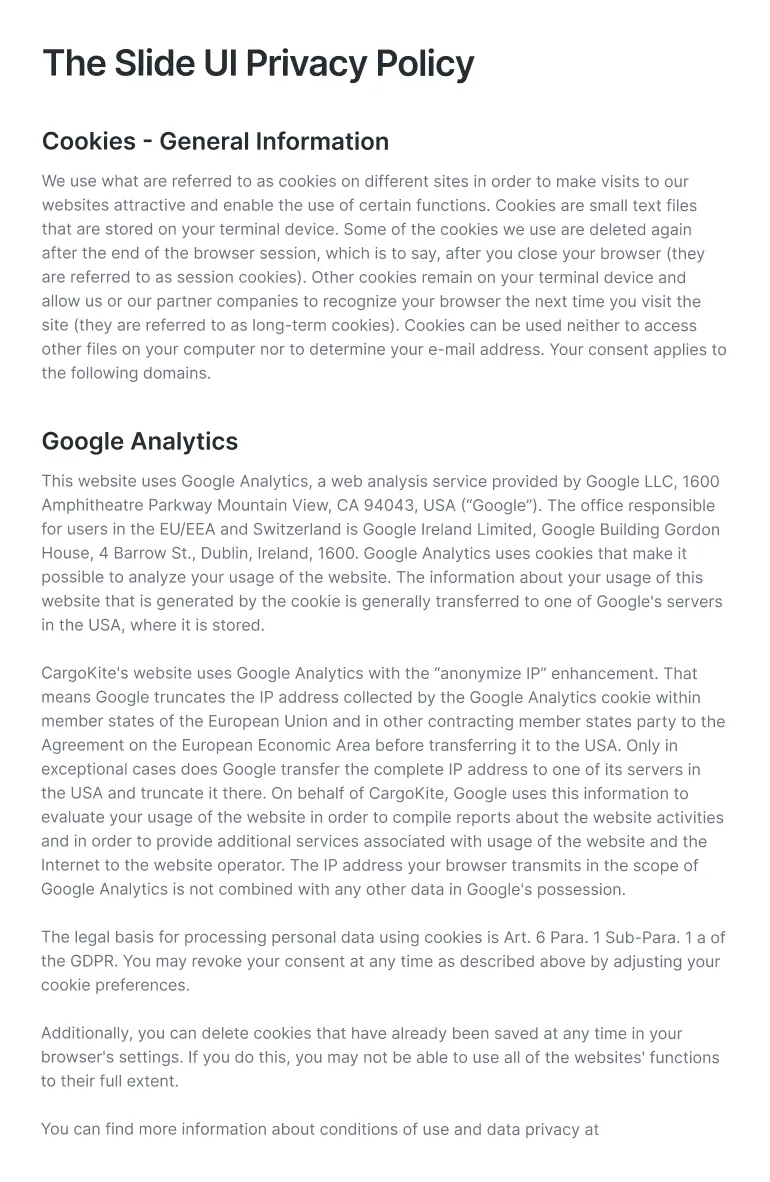 The Slide UI Privacy Policy
Cookies - General Information
We use what are referred to as cookies on different sites in order to make visits to our
websites attractive and enable the use of certain functions. Cookies are small text files
that are stored on your terminal device. Some of the cookies we use are deleted again
after the end of the browser session, which is to say, after you close your browser (they
are referred to as session cookies). Other cookies remain on your terminal device and
allow us or our partner companies to recognize your browser the next time you visit the
site (they are referred to as long-term cookies). Cookies can be used neither to access
other files on your computer nor to determine your e-mail address. Your consent applies to
the following domains.
Google Analytics
This website uses Google Analytics, a web analysis service provided by Google LLC, 1600
Amphitheatre Parkway Mountain View, CA 94043, USA (“Google”). The office responsible
for users in the EU/EEA and Switzerland is Google Ireland Limited, Google Building Gordon
House, 4 Barrow St., Dublin, Ireland, 1600. Google Analytics uses cookies that make it
possible to analyze your usage of the website. The information about your usage of this
website that is generated by the cookie is generally transferred to one of Google's servers
in the USA, where it is stored.
CargoKite's website uses Google Analytics with the “anonymize IP” enhancement. That
means Google truncates the IP address collected by the Google Analytics cookie within
member states of the European Union and in other contracting member states party to the
Agreement on the European Economic Area before transferring it to the USA. Only in
exceptional cases does Google transfer the complete IP address to one of its servers in
the USA and truncate it there. On behalf of CargoKite, Google uses this information to
evaluate your usage of the website in order to compile reports about the website activities
and in order to provide additional services associated with usage of the website and the
Internet to the website operator. The IP address your browser transmits in the scope of
Google Analytics is not combined with any other data in Google's possession.
The legal basis for processing personal data using cookies is Art. 6 Para. 1 Sub-Para. 1 a of
the GDPR. You may revoke your consent at any time as described above by adjusting your
cookie preferences.
Additionally, you can delete cookies that have already been saved at any time in your
browser's settings. If you do this, you may not be able to use all of the websites' functions
to their full extent.
You can find more information about conditions of use and data privacy at